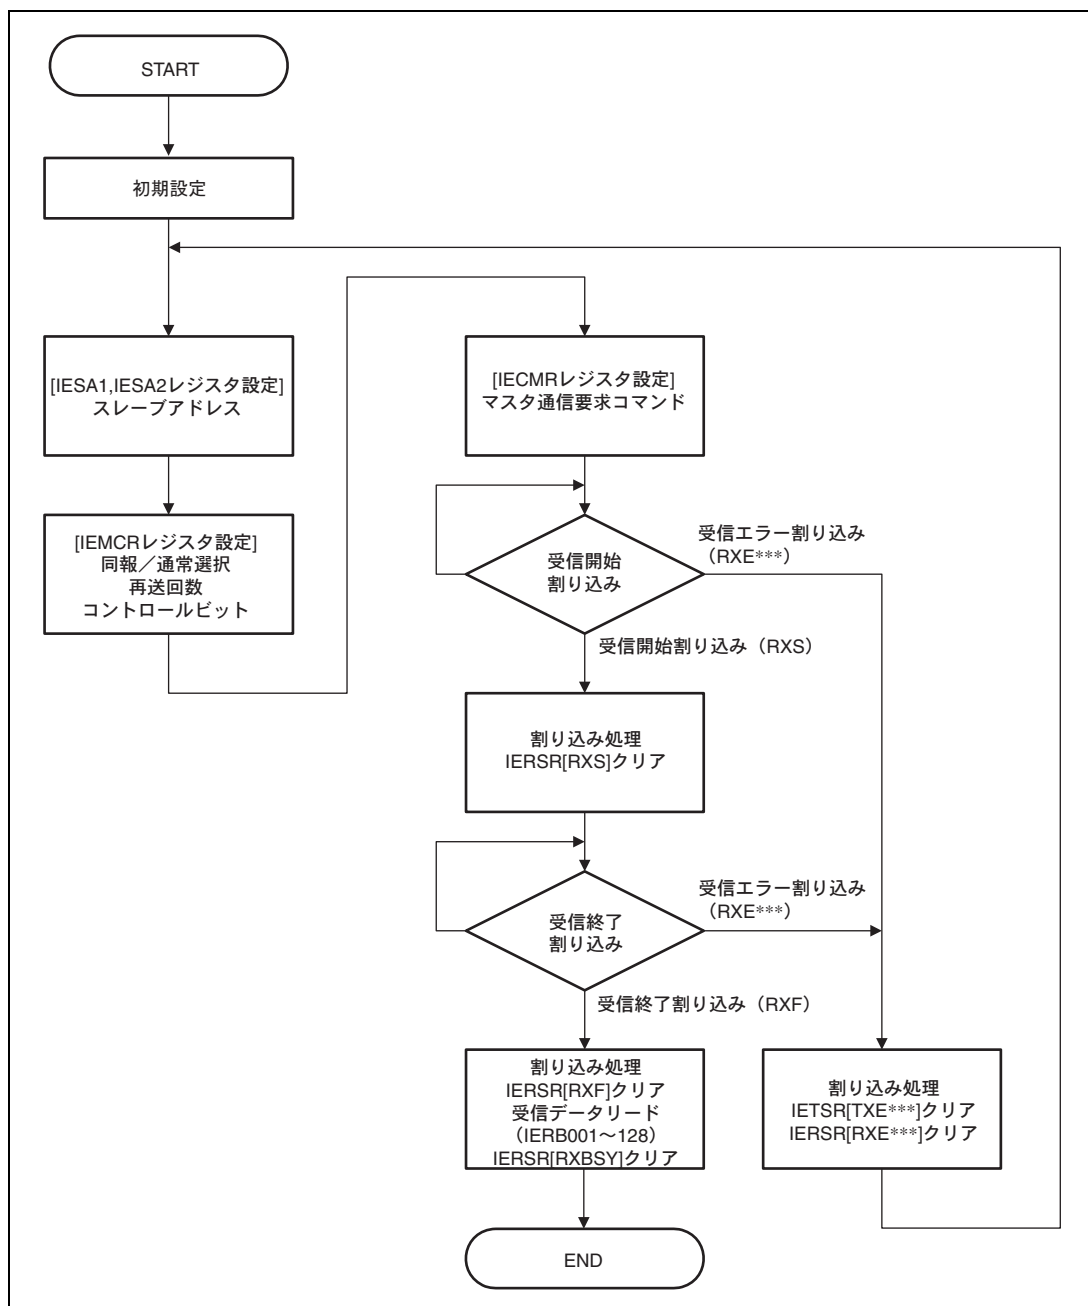 START
初期設定
[IESA1,IESA2レジスタ設定]
スレーブアドレス
[IEMCRレジスタ設定]
同報／通常選択
再送回数
コントロールビット
[IECMRレジスタ設定]
マスタ通信要求コマンド
受信開始
割り込み
受信エラー割り込み
（RXE***）
受信開始割り込み（RXS）
割り込み処理
IERSR[RXS]クリア
受信終了
割り込み
受信エラー割り込み
（RXE***）
受信終了割り込み（RXF）
割り込み処理
IERSR[RXF]クリア
受信データリード
（IERB001～128）
IERSR[RXBSY]クリア
割り込み処理
IETSR[TXE***]クリア
IERSR[RXE***]クリア
END